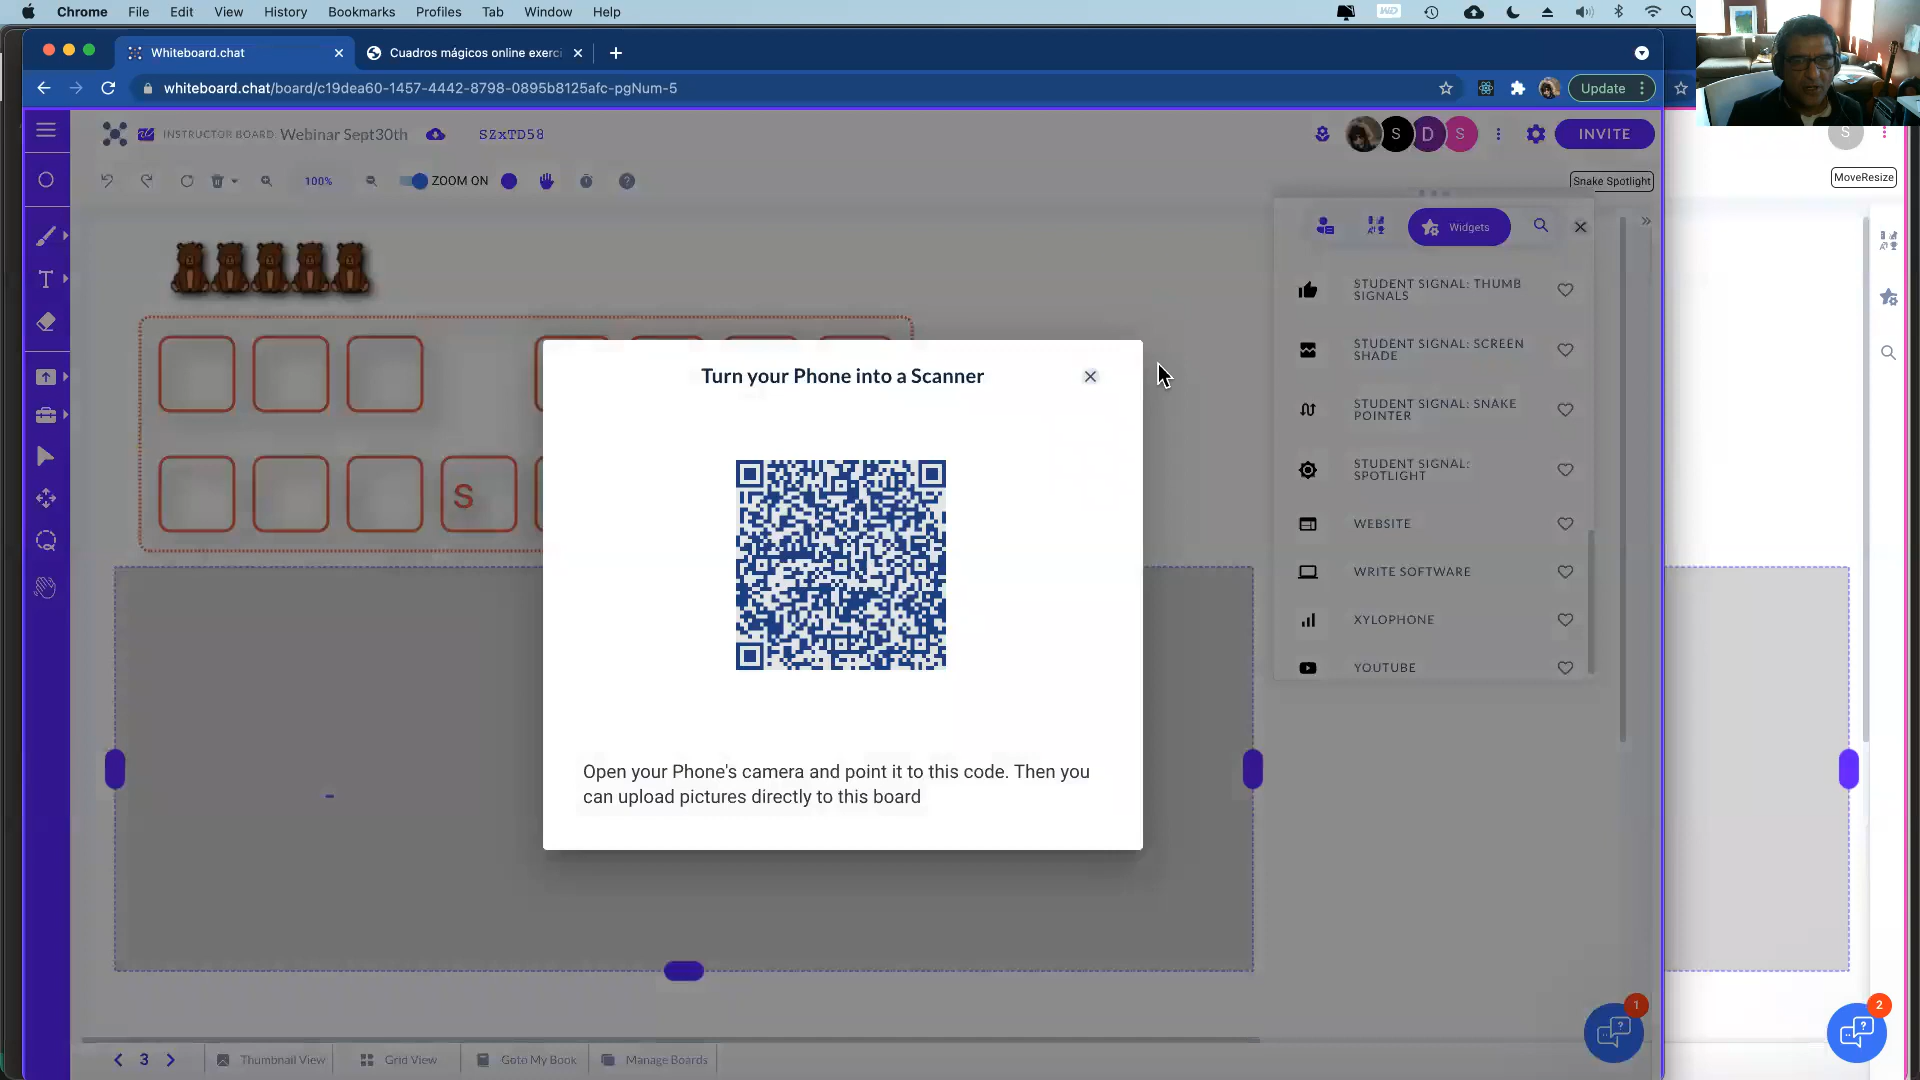 Chrome File Edit View History Bookmarks Profiles Tab Window Help
WD
Whiteboard.chat
Cuadros mágicos online exerci
whiteboard.chat/board/c19dea60-1457-4442-8798-0895b8125afc-pgNum-5
Update
INSTRUCTOR BOARD: Webinar Sept30th
SZxTD58
S D S
INVITE
S
100%
ZOOM ON
Snake Spotlight
MoveResize
Widgets
STUDENT SIGNAL: THUMB
SIGNALS
STUDENT SIGNAL: SCREEN
SHADE
STUDENT SIGNAL: SNAKE
POINTER
STUDENT SIGNAL:
SPOTLIGHT
WEBSITE
WRITE SOFTWARE
XYLOPHONE
YOUTUBE
T
S
Turn your Phone into a Scanner
Open your Phone's camera and point it to this code. Then you
can upload pictures directly to this board
1
2
3
Thumbnail View
Grid View
Goto My Book
Manage Boards